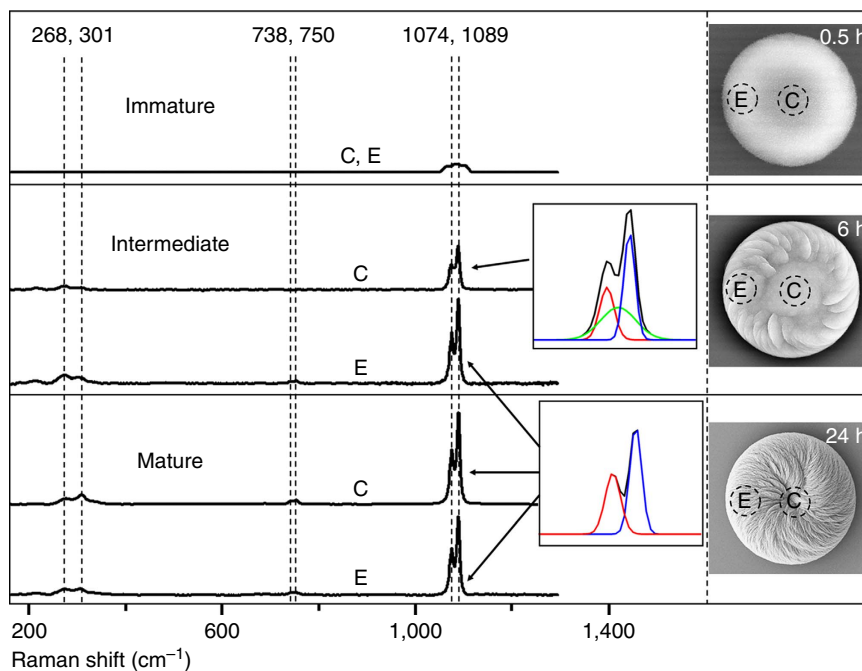 268, 301
738, 750
1074, 1089
0.5 h
E
C
Immature
C, E
Intermediate
6 h
C
E
C
E
Mature
24 h
C
E
C
E
200
600
1,000
1,400
Raman shift (cm⁻¹)